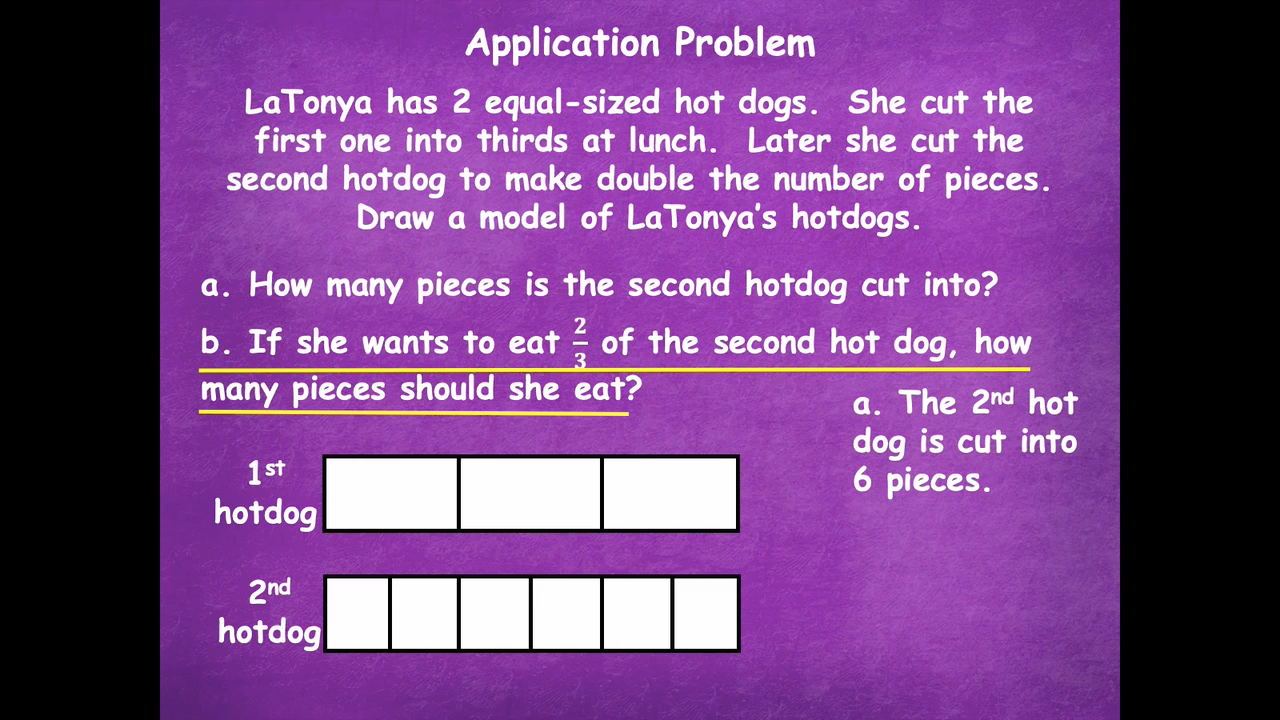 Application Problem
LaTonya has 2 equal-sized hot dogs. She cut the
first one into thirds at lunch. Later she cut the
second hotdog to make double the number of pieces.
Draw a model of LaTonya's hotdogs.
a. How many pieces is the second hotdog cut into?
b. If she wants to eat 2/3 of the second hot dog, how
many pieces should she eat?
a. The 2nd hot
dog is cut into
6 pieces.
1st
hotdog
2nd
hotdog